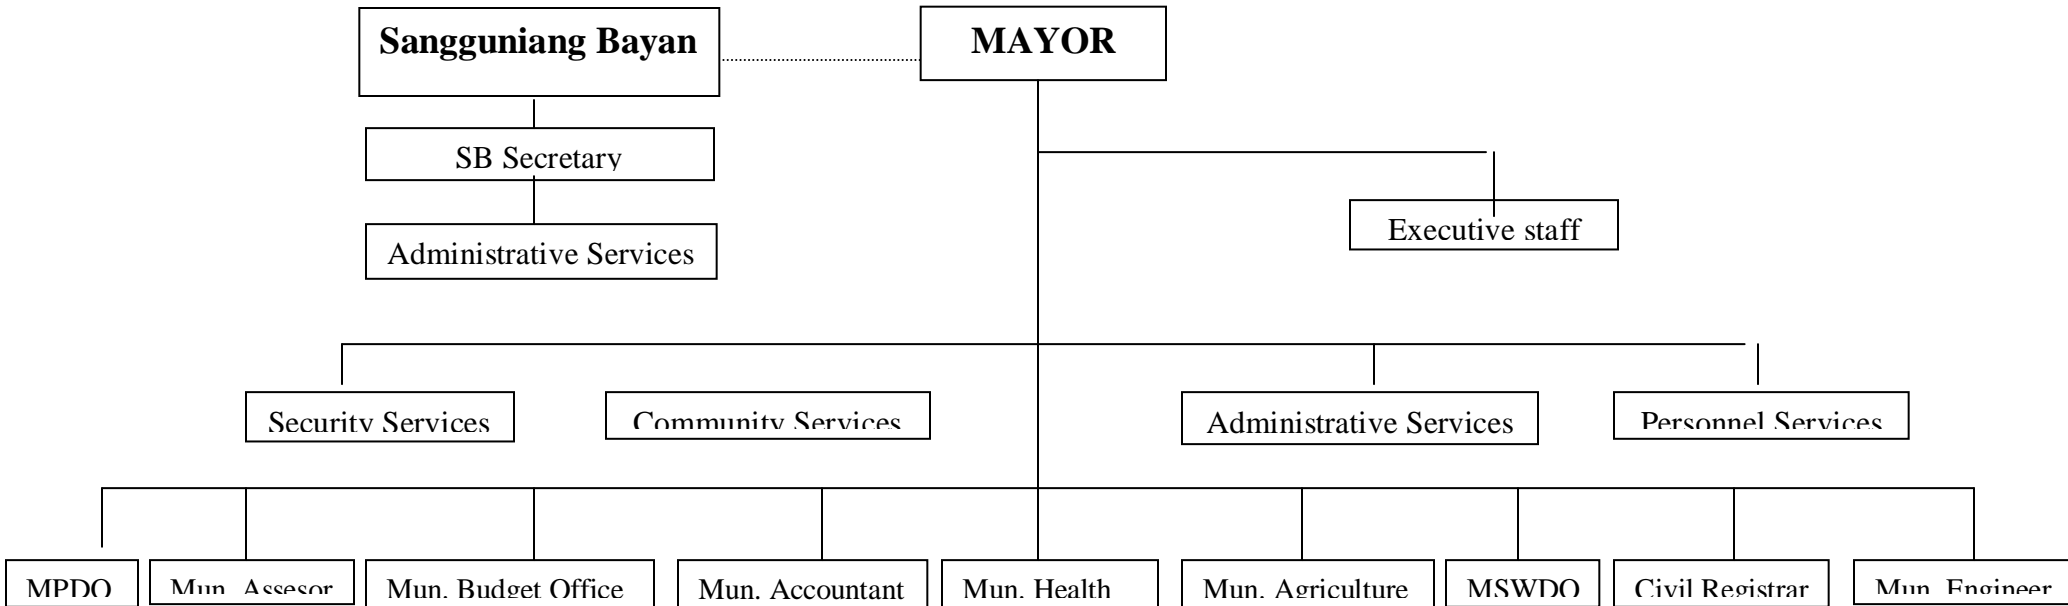 Sangguniang Bayan
MAYOR
SB Secretary
Administrative Services
Executive staff
Security Services
Community Services
Administrative Services
Personnel Services
MPDO
Mun. Assesor
Mun. Budget Office
Mun. Accountant
Mun. Health
Mun. Agriculture
MSWDO
Civil Registrar
Mun. Engineer